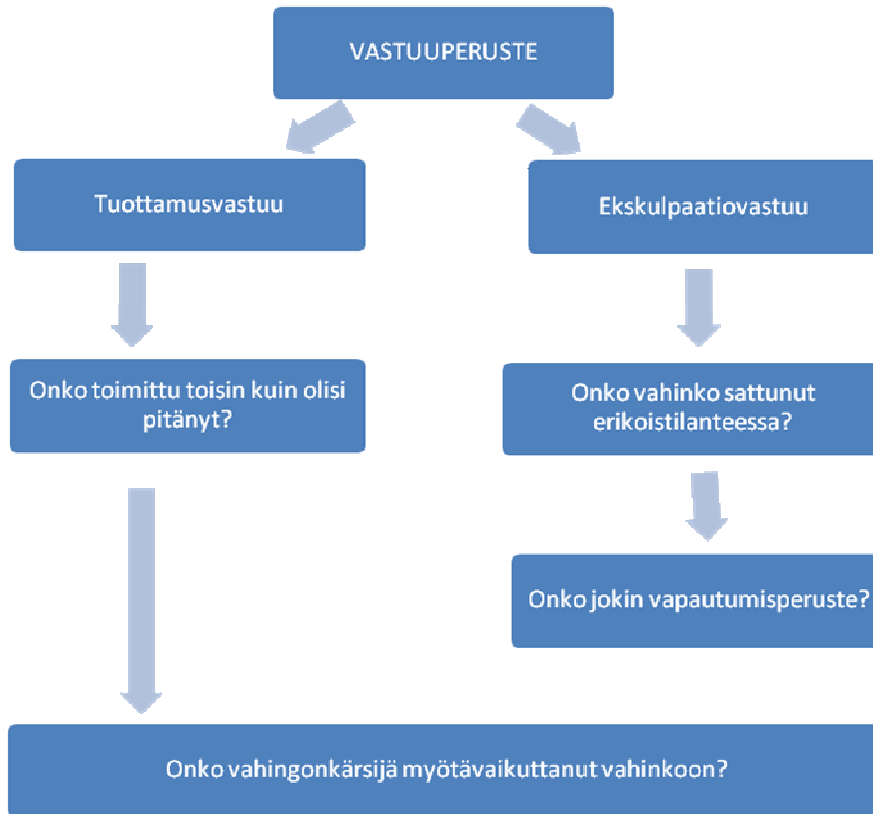 VASTUUPERUSTE
Tuottamusvastuu
Ekskulpaatiovastuu
Onko toimittu toisin kuin olisi
pitänyt?
Onko vahinko sattunut
erikoistilanteessa?
Onko jokin vapautumisperuste?
Onko vahingonkärsijä myötävaikuttanut vahinkoon?